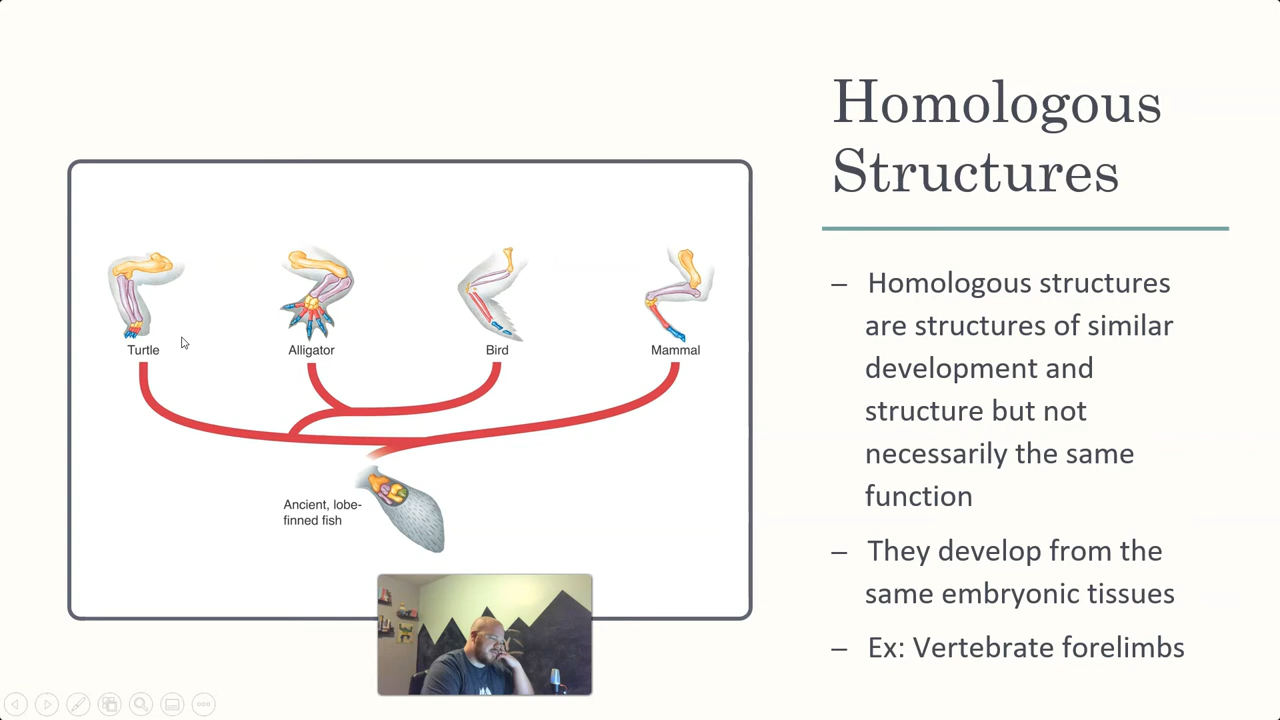 Homologous
Structures
– Homologous structures
are structures of similar
development and
structure but not
necessarily the same
function
– They develop from the
same embryonic tissues
– Ex: Vertebrate forelimbs
Turtle
Alligator
Bird
Mammal
Ancient, lobe-
finned fish